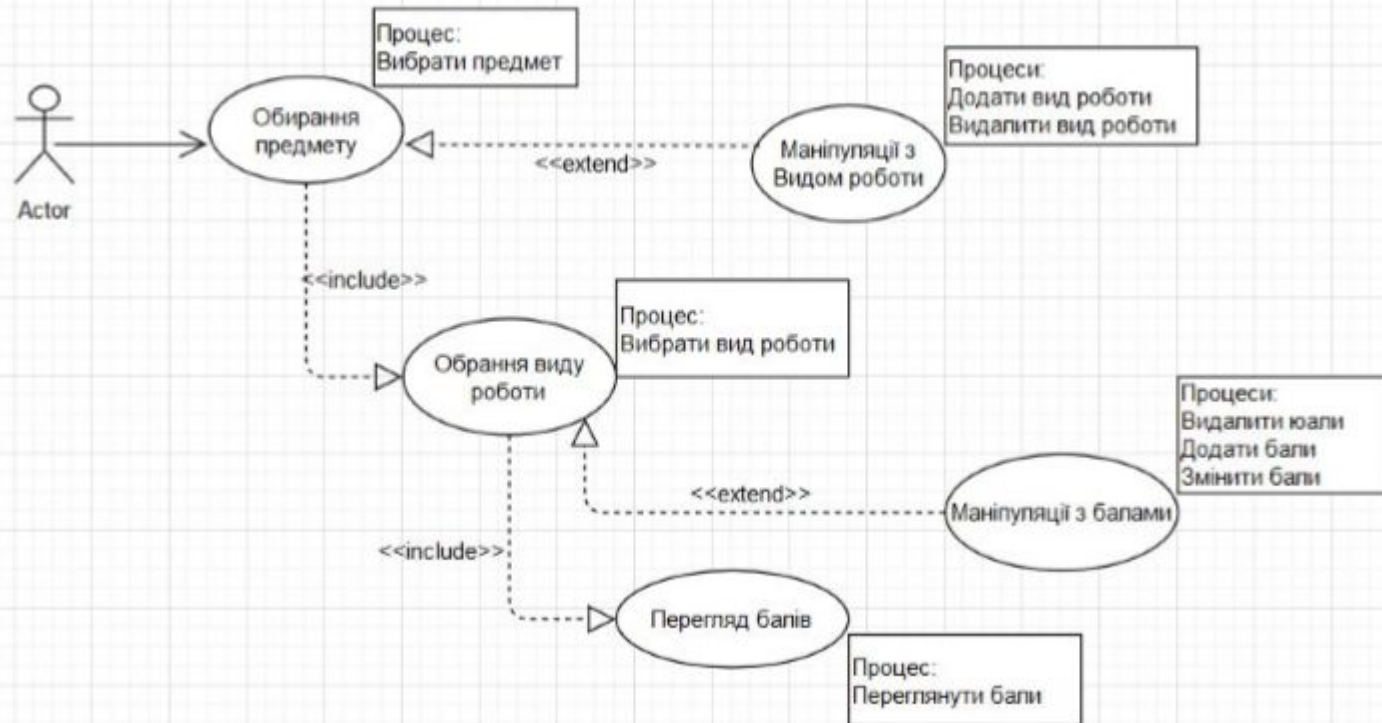 Процес:
Вибрати предмет
Процеси:
Додати вид роботи
Видалити вид роботи
Обирання
предмету
Маніпуляції з
Видом роботи
<<extend>>
Actor
<<include>>
Процес:
Вибрати вид роботи
Обрання виду
роботи
Процеси:
Видалити юали
Додати бали
Змінити бали
<<extend>>
Маніпуляції з балами
<<include>>
Перегляд балів
Процес:
Переглянути бали